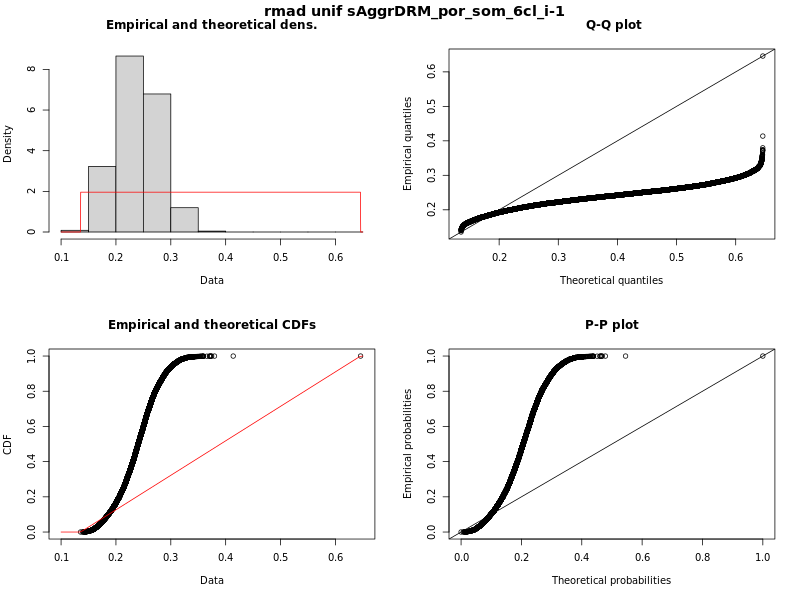 rmad unif sAggrDRM_por_som_6cl_i-1
Empirical and theoretical dens.
Density
0 2 4 6 8
0.1 0.2 0.3 0.4 0.5 0.6
Data
Q-Q plot
Empirical quantiles
0.2 0.3 0.4 0.5 0.6
0.2 0.3 0.4 0.5 0.6
Theoretical quantiles
Empirical and theoretical CDFs
CDF
0.0 0.2 0.4 0.6 0.8 1.0
0.1 0.2 0.3 0.4 0.5 0.6
Data
P-P plot
Empirical probabilities
0.0 0.2 0.4 0.6 0.8 1.0
0.0 0.2 0.4 0.6 0.8 1.0
Theoretical probabilities